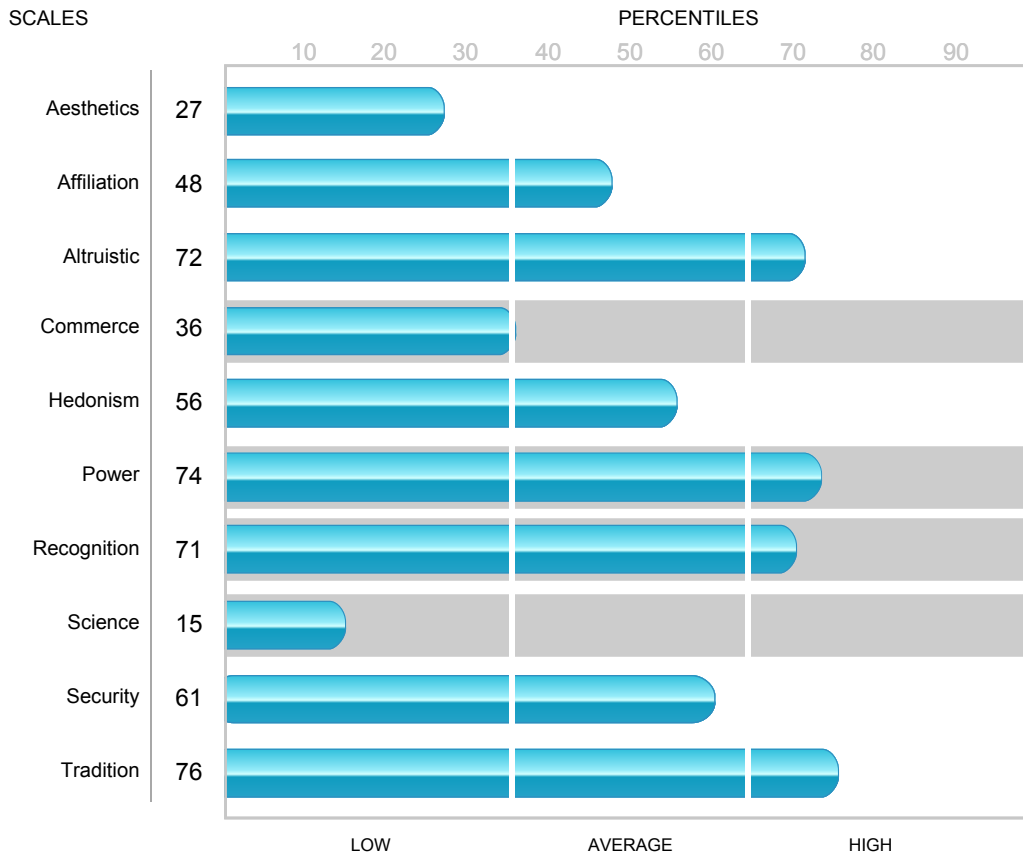 SCALES PERCENTILES
10 20 30 40 50 60 70 80 90
Aesthetics 27
Affiliation 48
Altruistic 72
Commerce 36
Hedonism 56
Power 74
Recognition 71
Science 15
Security 61
Tradition 76
LOW AVERAGE HIGH